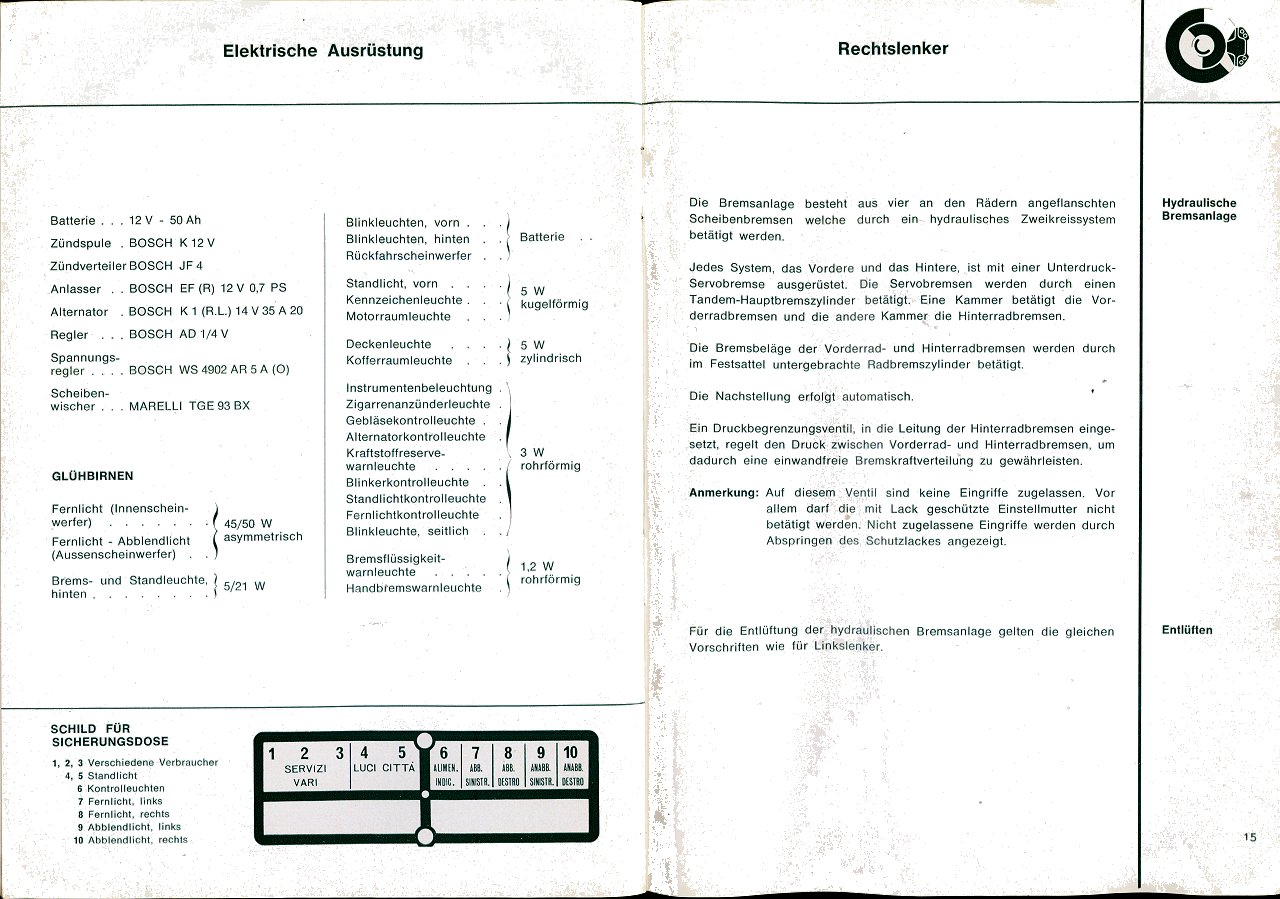 Elektrische Ausrüstung
Batterie . . . 12 V - 50 Ah
Zündspule . BOSCH K 12 V
Zündverteiler BOSCH JF 4
Anlasser . . BOSCH EF (R) 12 V 0,7 PS
Alternator . BOSCH K 1 (R.L.) 14 V 35 A 20
Regler . . . BOSCH AD 1/4 V
Spannungs-
regler . . . . BOSCH WS 4902 AR 5 A (O)
Scheiben-
wischer . . . MARELLI TGE 93 BX
GLÜHBIRNEN
Fernlicht (Innenschein-
werfer) . . . . . . .
45/50 W
asymmetrisch
Fernlicht - Abblendlicht
(Aussenscheinwerfer) . .
Brems- und Standleuchte,
hinten . . . . . . . .
5/21 W
Blinkleuchten, vorn . . .
Blinkleuchten, hinten . .
Rückfahrscheinwerfer . .
Batterie . .
Standlicht, vorn . . . .
Kennzeichenleuchte . . .
Motorraumleuchte . . .
5 W
kugelförmig
Deckenleuchte . . . .
Kofferraumleuchte . . .
5 W
zylindrisch
Instrumentenbeleuchtung .
Zigarrenanzünderleuchte .
Gebläsekontrolleuchte . .
Alternatorkontrolleuchte .
Kraftstoffreserve-
warnleuchte . . . . .
Blinkerkontrolleuchte . .
Standlichtkontrolleuchte .
Fernlichtkontrolleuchte .
Blinkleuchte, seitlich . .
3 W
rohrförmig
Bremsflüssigkeit-
warnleuchte . . . . .
Handbremswarnleuchte .
1,2 W
rohrförmig
SCHILD FÜR
SICHERUNGSDOSE
1, 2, 3 Verschiedene Verbraucher
4, 5 Standlicht
6 Kontrolleuchten
7 Fernlicht, links
8 Fernlicht, rechts
9 Abblendlicht, links
10 Abblendlicht, rechts
1 2 3 4 5 6 7 8 9 10
SERVIZI LUCI CITTÁ ALIMEN. ABB. ABB. ANABB. ANABB.
VARI INDIC. SINISTR. DESTRO SINISTR. DESTRO
Rechtslenker
Hydraulische
Bremsanlage
Die Bremsanlage besteht aus vier an den Rädern angeflanschten
Scheibenbremsen welche durch ein hydraulisches Zweikreissystem
betätigt werden.
Jedes System, das Vordere und das Hintere, ist mit einer Unterdruck-
Servobremse ausgerüstet. Die Servobremsen werden durch einen
Tandem-Hauptbremszylinder betätigt. Eine Kammer betätigt die Vor-
derradbremsen und die andere Kammer die Hinterradbremsen.
Die Bremsbeläge der Vorderrad- und Hinterradbremsen werden durch
im Festsattel untergebrachte Radbremszylinder betätigt.
Die Nachstellung erfolgt automatisch.
Ein Druckbegrenzungsventil, in die Leitung der Hinterradbremsen einge-
setzt, regelt den Druck zwischen Vorderrad- und Hinterradbremsen, um
dadurch eine einwandfreie Bremskraftverteilung zu gewährleisten.
Anmerkung: Auf diesem Ventil sind keine Eingriffe zugelassen. Vor
allem darf die mit Lack geschützte Einstellmutter nicht
betätigt werden. Nicht zugelassene Eingriffe werden durch
Abspringen des Schutzlackes angezeigt.
Entlüften
Für die Entlüftung der hydraulischen Bremsanlage gelten die gleichen
Vorschriften wie für Linkslenker.
15